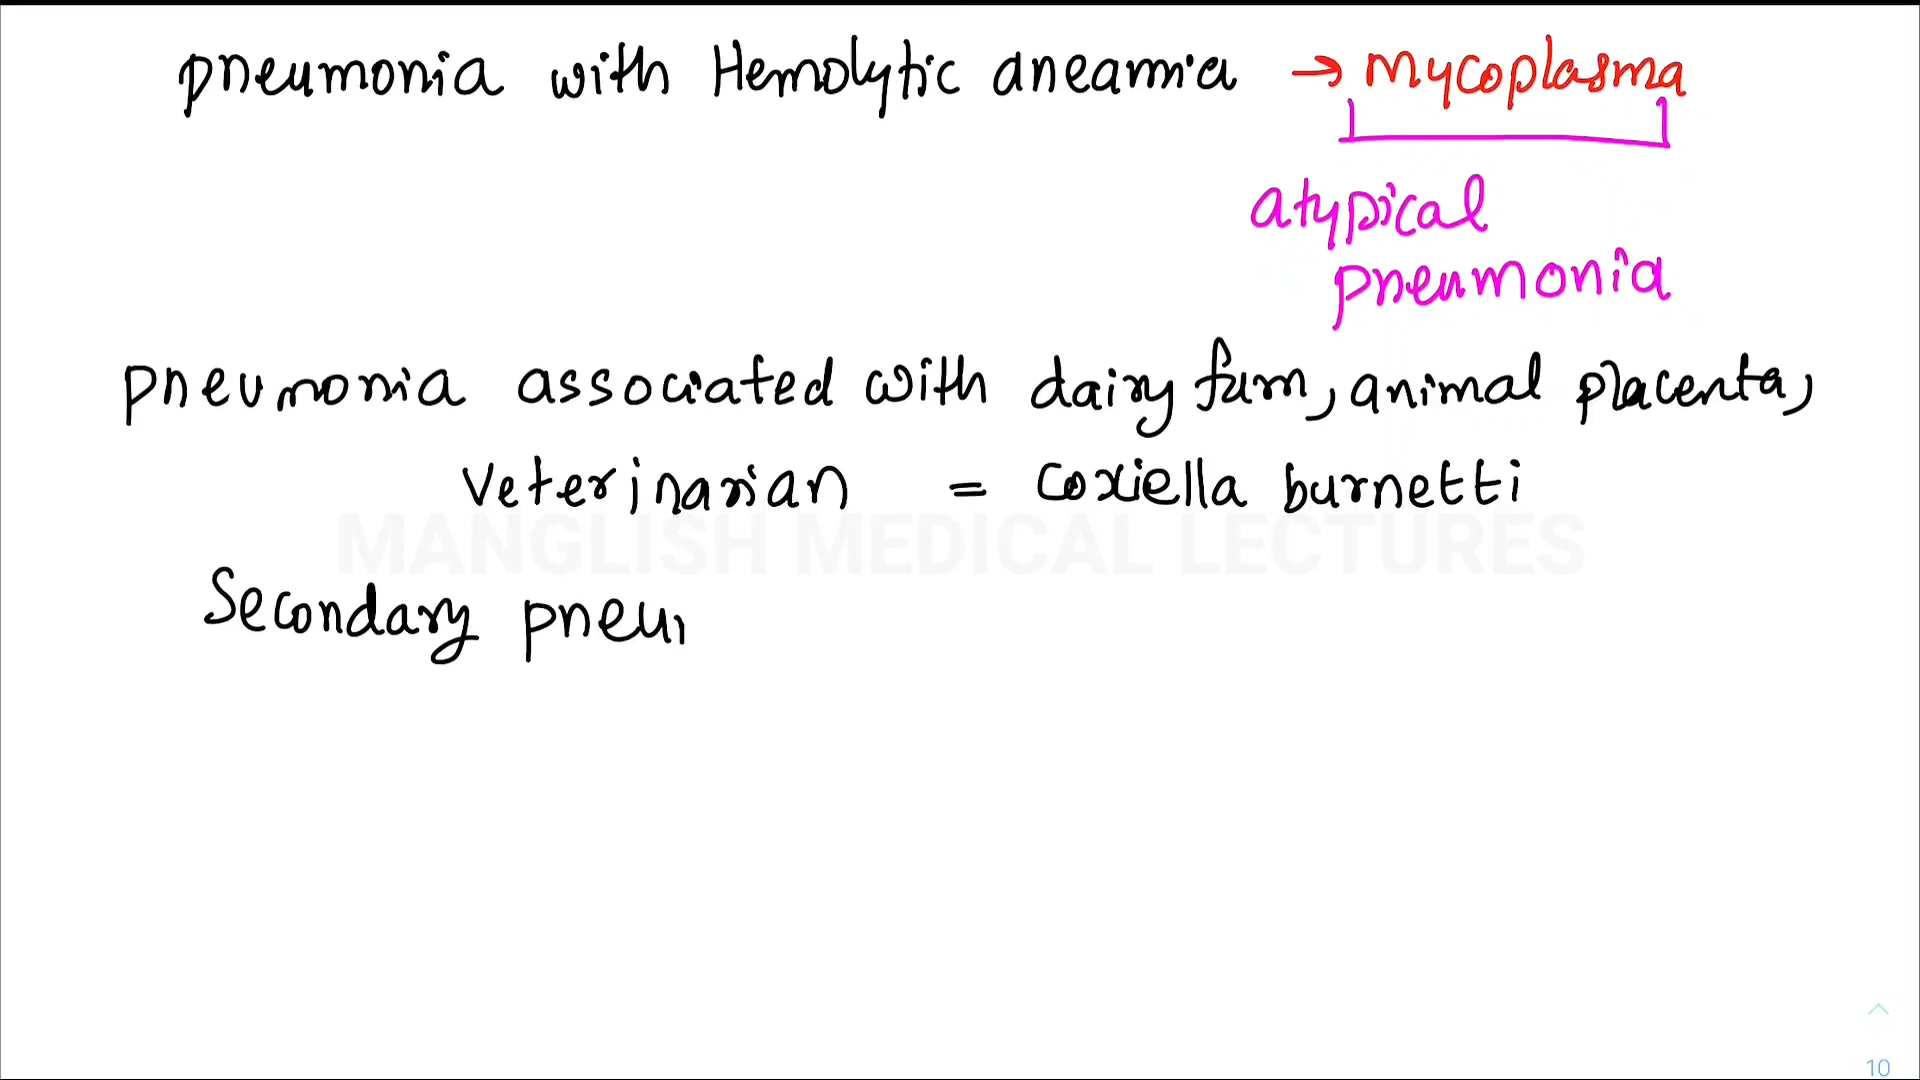 pneumonia with Hemolytic aneamia → Mycoplasma
atypical
pneumonia
pneumonia associated with dairy farm, animal placenta,
Veterinarian = coxiella burnetti
MANGLISH MEDICAL LECTURES
Secondary pneu
10